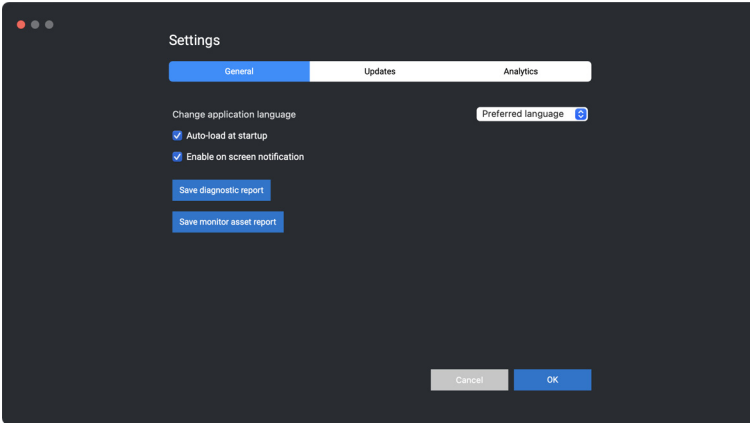 Settings
General Updates Analytics
Change application language Preferred language
Auto-load at startup
Enable on screen notification
Save diagnostic report
Save monitor asset report
Cancel OK